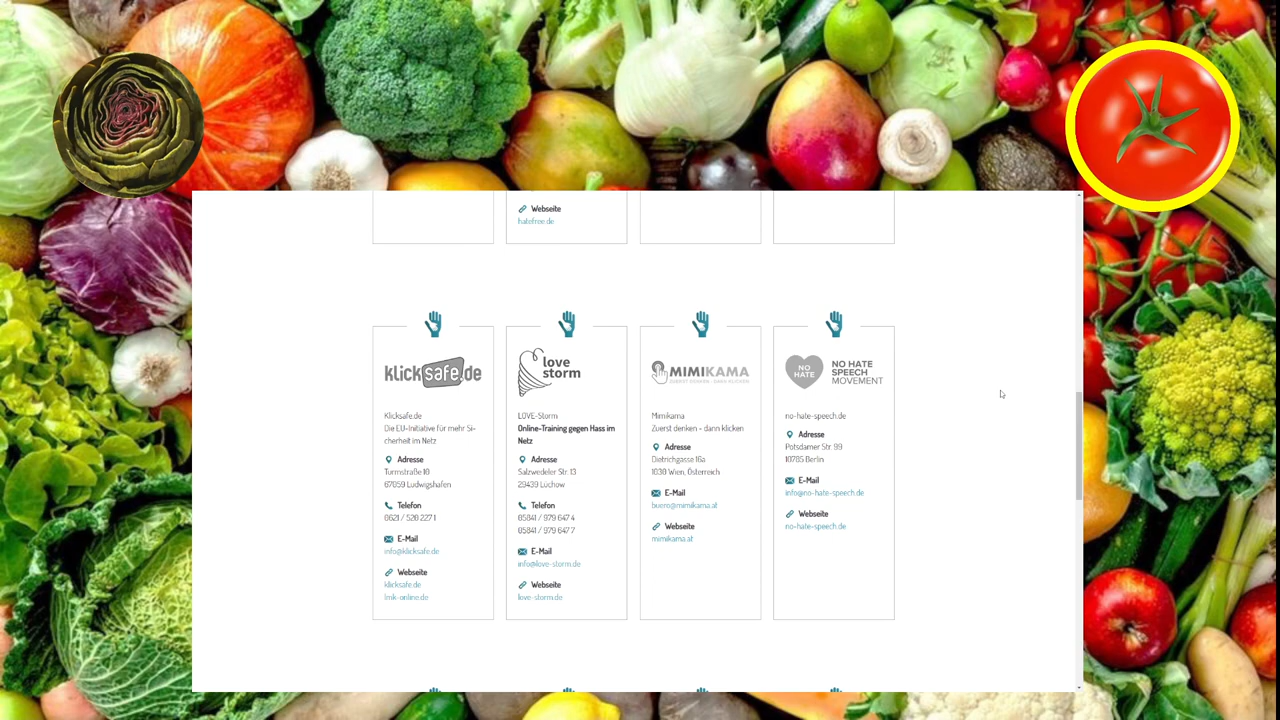 Webseite
hatefree.de
klicksafe.de
Klicksafe.de
Die EU-Initiative für mehr Si-
cherheit im Netz
Adresse
Turmstraße 10
67059 Ludwigshafen
Telefon
0621 / 520 227 1
E-Mail
info@klicksafe.de
Webseite
klicksafe.de
lmk-online.de
love
storm
LOVE-Storm
Online-Training gegen Hass im
Netz
Adresse
Salzwedeler Str. 13
29439 Lüchow
Telefon
05841 / 979 647 4
05841 / 979 647 7
E-Mail
info@love-storm.de
Webseite
love-storm.de
MIMIKAMA
ZUERST DENKEN - DANN KLICKEN
Mimikama
Zuerst denken - dann klicken
Adresse
Dietrichgasse 16a
1030 Wien, Österreich
E-Mail
buero@mimikama.at
Webseite
mimikama.at
NO
HATE
NO HATE
SPEECH
MOVEMENT
no-hate-speech.de
Adresse
Potsdamer Str. 99
10785 Berlin
E-Mail
info@no-hate-speech.de
Webseite
no-hate-speech.de